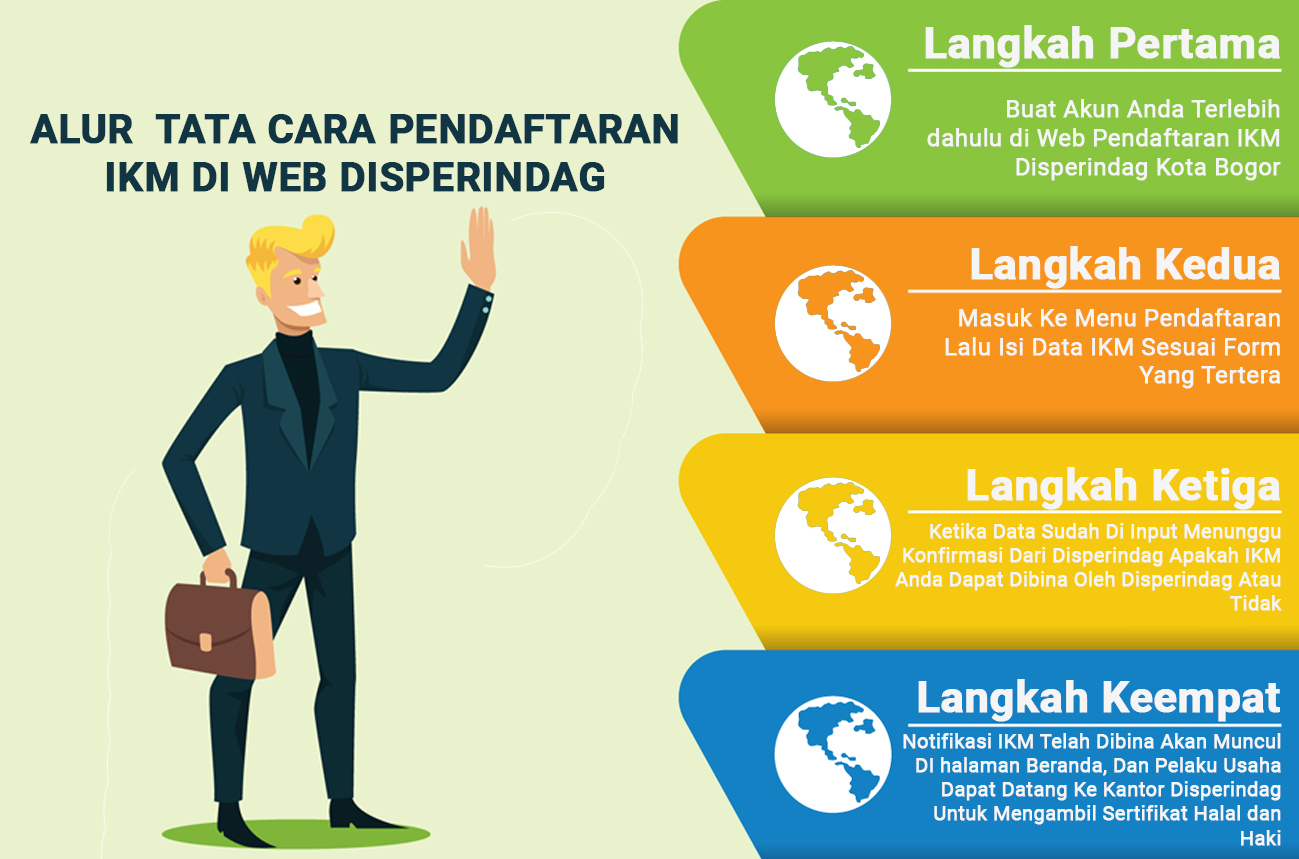 ALUR TATA CARA PENDAFTARAN
IKM DI WEB DISPERINDAG
Langkah Pertama
Buat Akun Anda Terlebih
dahulu di Web Pendaftaran IKM
Disperindag Kota Bogor
Langkah Kedua
Masuk Ke Menu Pendaftaran
Lalu Isi Data IKM Sesuai Form
Yang Tertera
Langkah Ketiga
Ketika Data Sudah Di Input Menunggu
Konfirmasi Dari Disperindag Apakah IKM
Anda Dapat Dibina Oleh Disperindag Atau
Tidak
Langkah Keempat
Notifikasi IKM Telah Dibina Akan Muncul
DI halaman Beranda, Dan Pelaku Usaha
Dapat Datang Ke Kantor Disperindag
Untuk Mengambil Sertifikat Halal dan
Haki